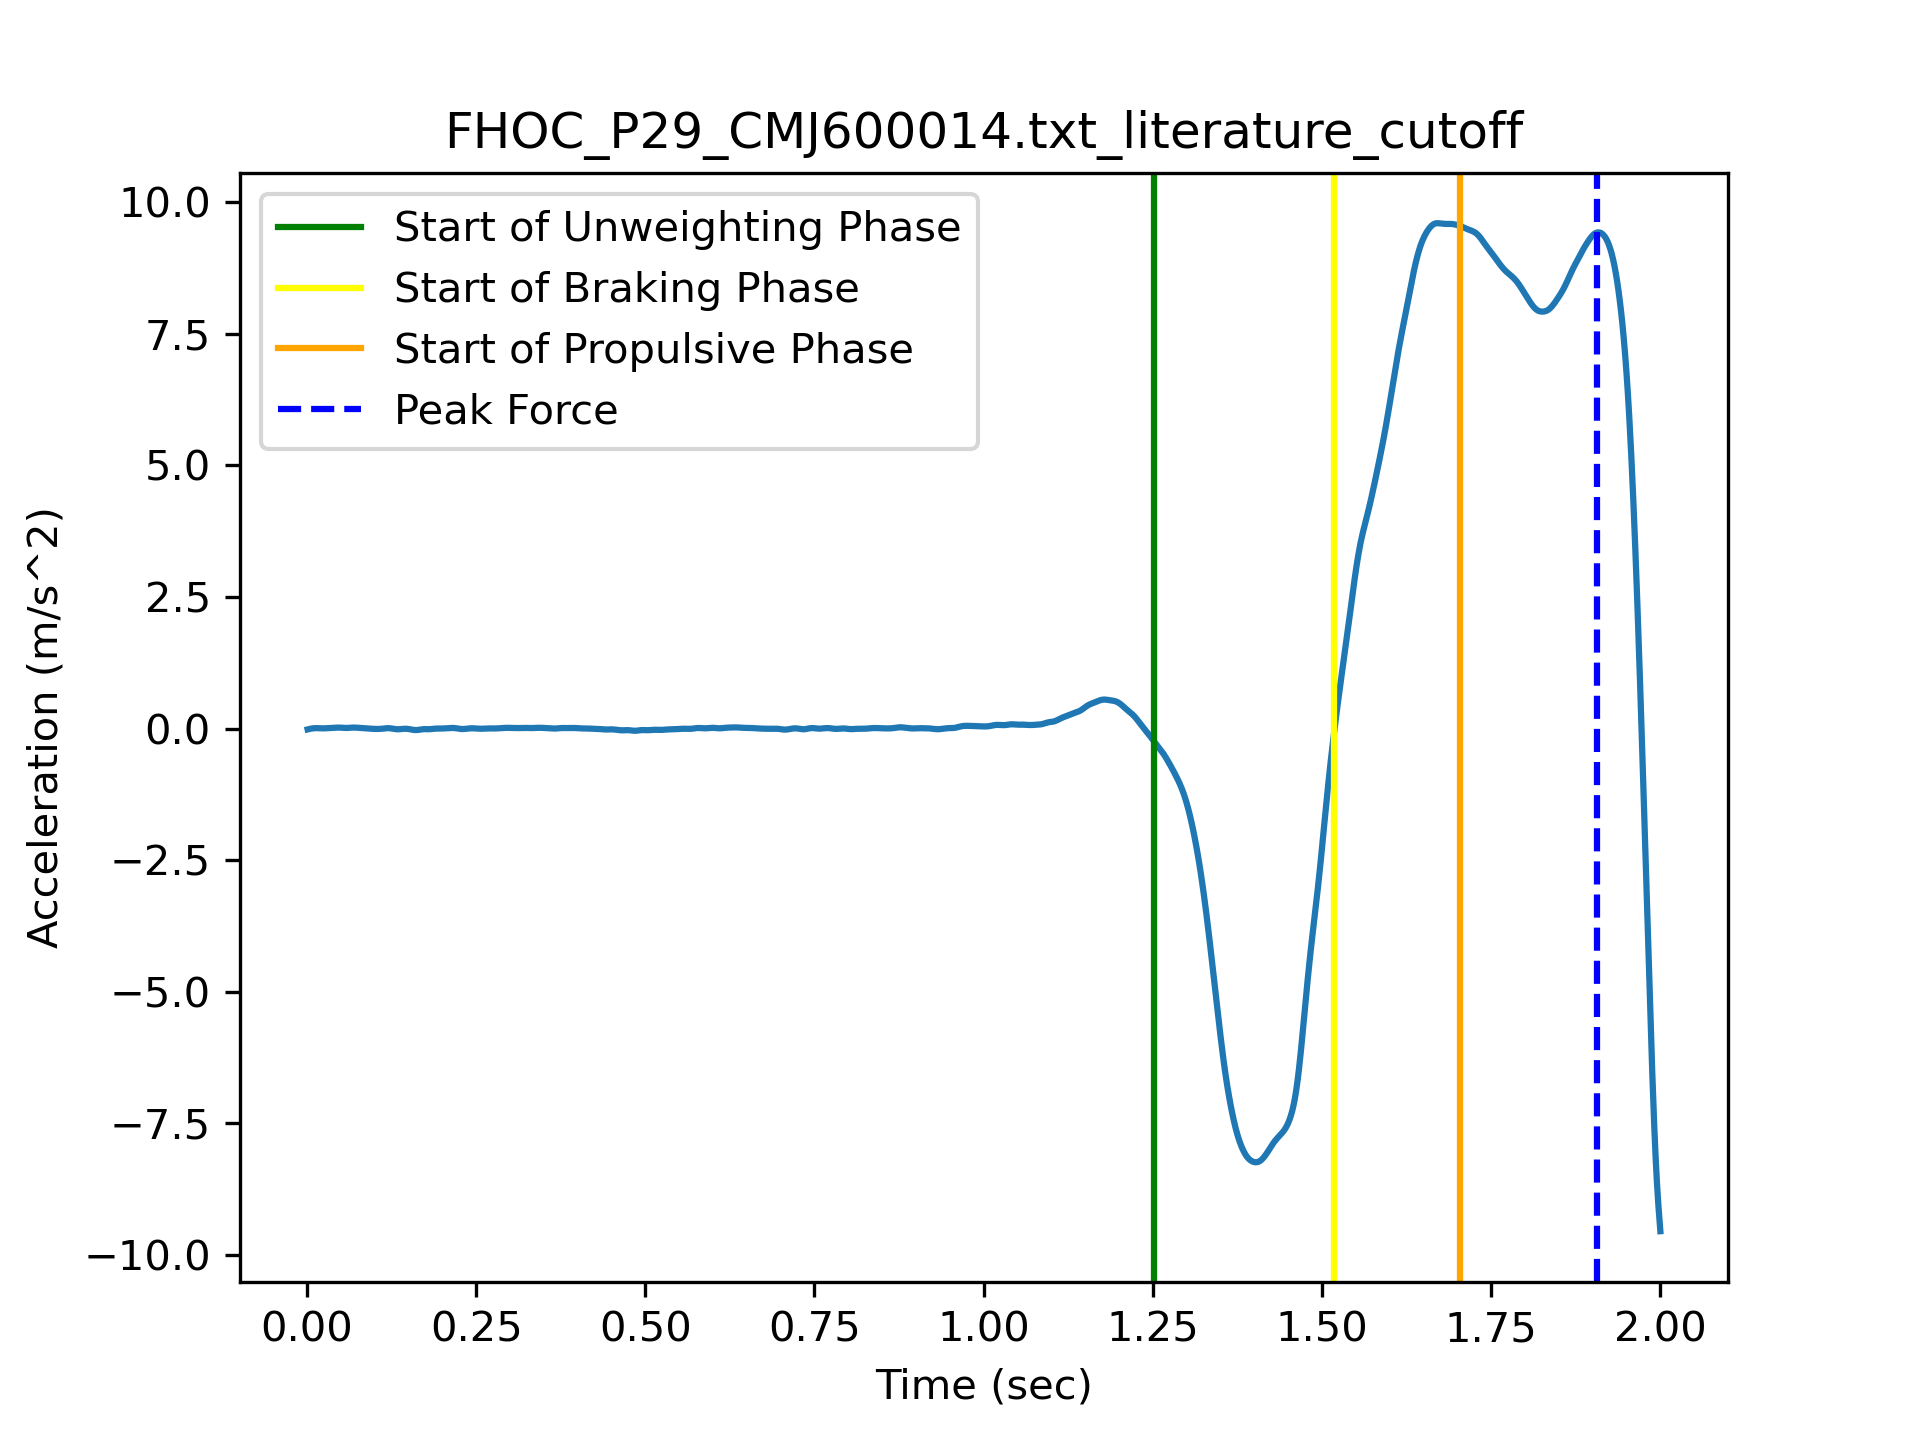 FHOC_P29_CMJ600014.txt_literature_cutoff
Start of Unweighting Phase
Start of Braking Phase
Start of Propulsive Phase
Peak Force
10.0
7.5
5.0
2.5
0.0
−2.5
−5.0
−7.5
−10.0
Acceleration (m/s^2)
0.00 0.25 0.50 0.75 1.00 1.25 1.50 1.75 2.00
Time (sec)